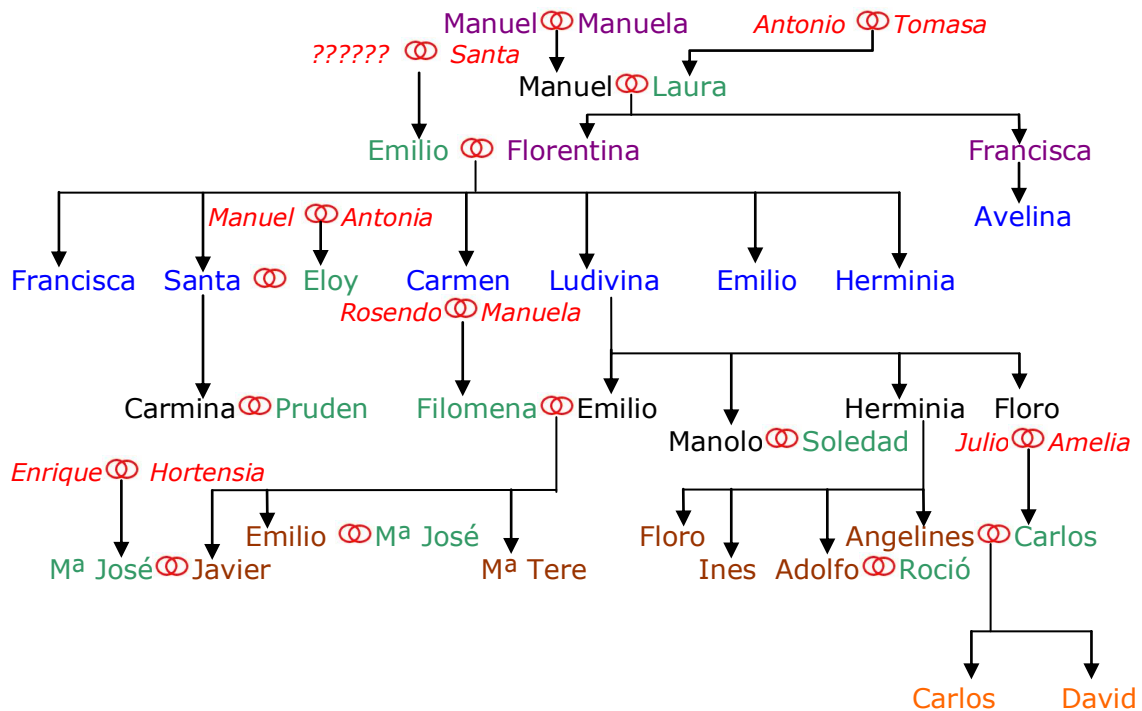 Manuel Manuela Antonio Tomasa
?????? Santa
Manuel Laura
Emilio Florentina Francisca
Manuel Antonia Avelina
Francisca Santa Eloy Carmen Ludivina Emilio Herminia
Rosendo Manuela
Carmina Pruden Filomena Emilio Herminia Floro
Manolo Soledad Julio Amelia
Enrique Hortensia
Emilio Mª José Floro Angelines Carlos
Mª José Javier Mª Tere Ines Adolfo Roció
Carlos David